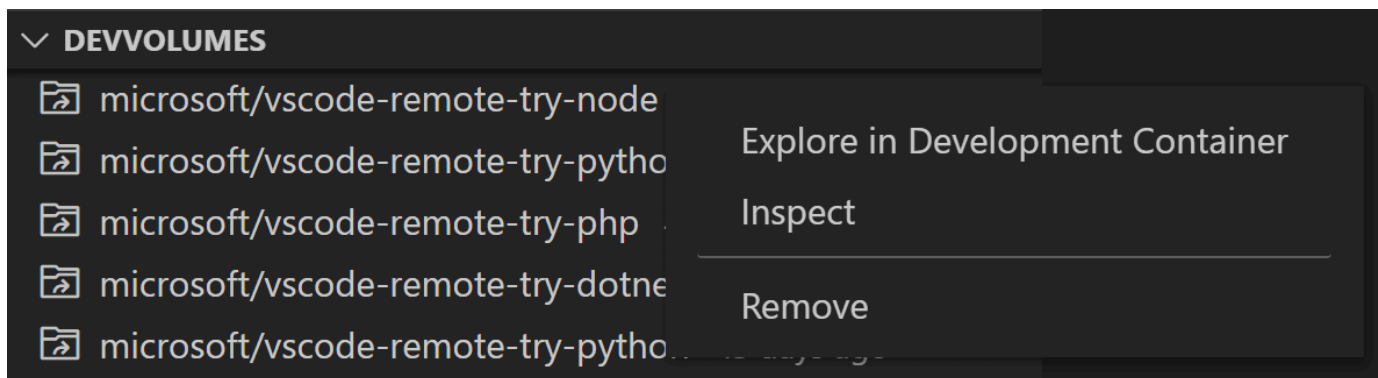 DEVVOLUMES
microsoft/vscode-remote-try-node
microsoft/vscode-remote-try-pytho
microsoft/vscode-remote-try-php
microsoft/vscode-remote-try-dotne
microsoft/vscode-remote-try-python
Explore in Development Container
Inspect
Remove